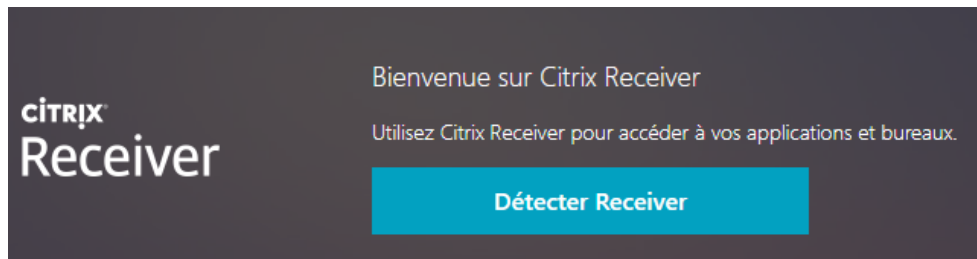 Bienvenue sur Citrix Receiver
CiTRIX®
Receiver
Utilisez Citrix Receiver pour accéder à vos applications et bureaux.
Détecter Receiver